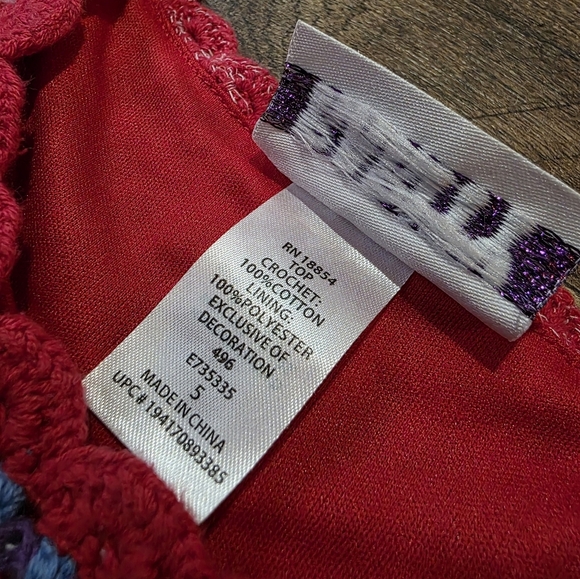 RN 18854
TOP
CROCHET:
100%COTTON
LINING:
100%POLYESTER
EXCLUSIVE OF
DECORATION
496
E735335
5
MADE IN CHINA
UPC# 194170893385